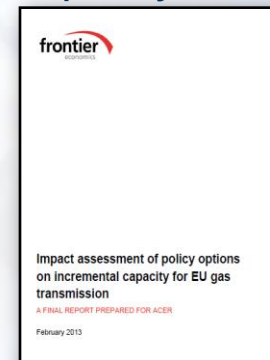 frontier
economics
Impact assessment of policy options
on incremental capacity for EU gas
transmission
A FINAL REPORT PREPARED FOR ACER
February 2013